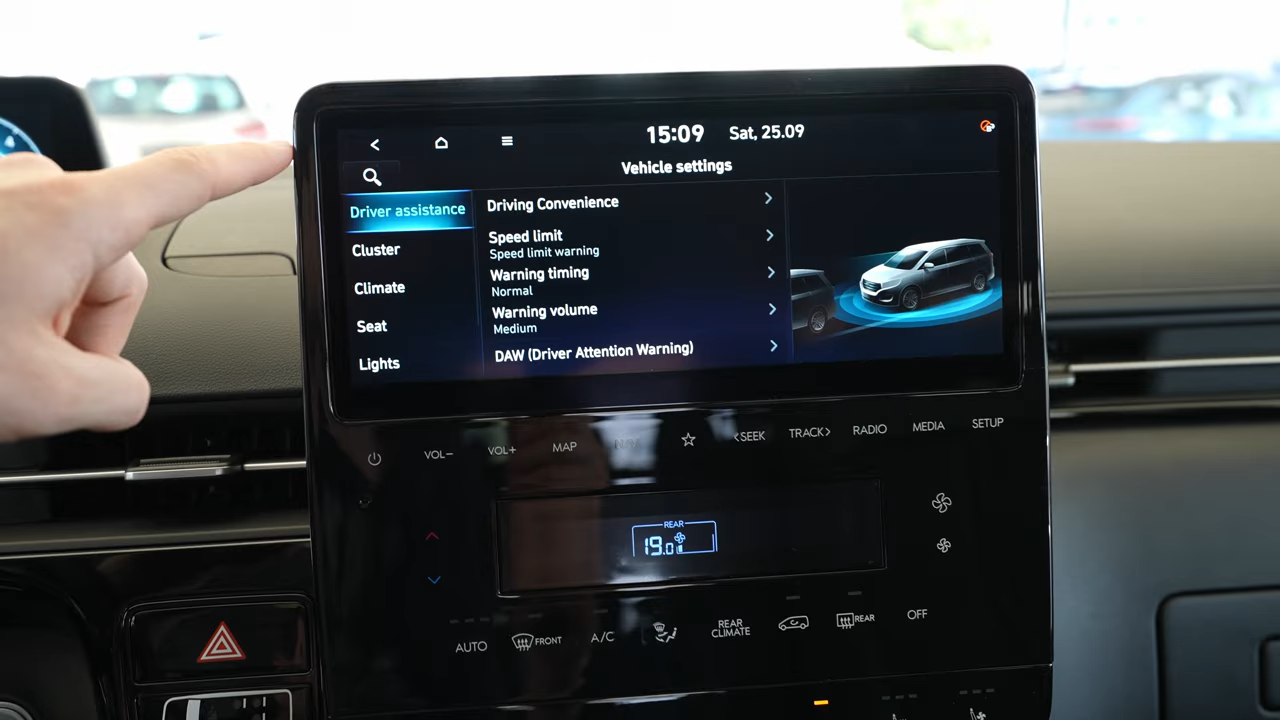 15:09 Sat, 25.09
Vehicle settings
Driver assistance
Cluster
Climate
Seat
Lights
Driving Convenience
Speed limit
Speed limit warning
Warning timing
Normal
Warning volume
Medium
DAW (Driver Attention Warning)
VOL− VOL+ MAP <SEEK TRACK> RADIO MEDIA SETUP
REAR
19.0
AUTO FRONT A/C REAR CLIMATE REAR OFF